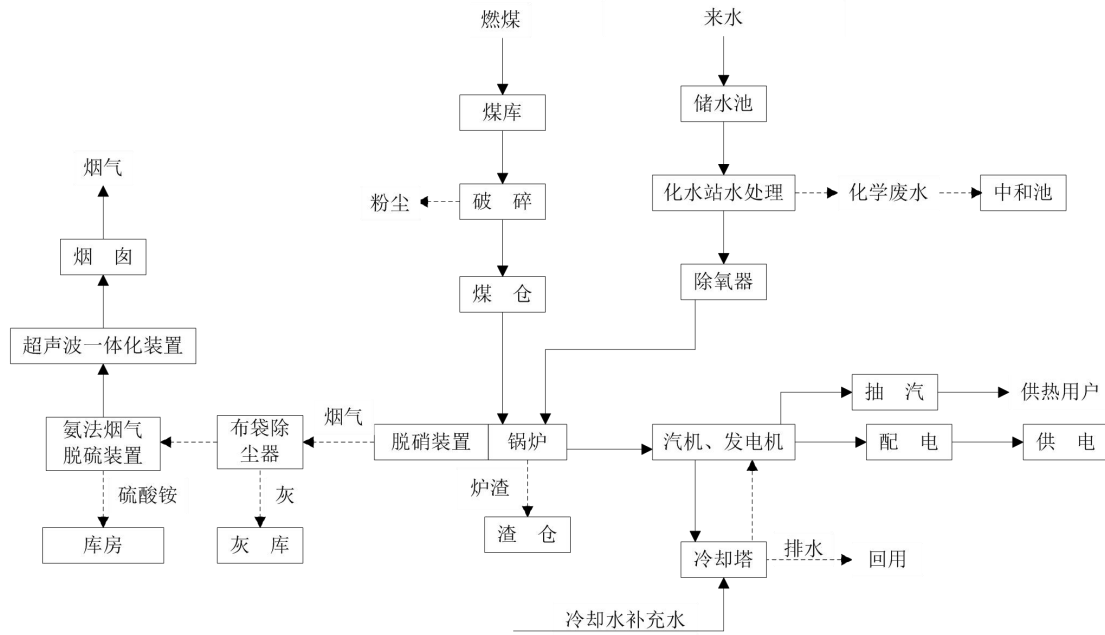 燃煤
来水
煤库
储水池
烟气
粉尘
破 碎
化水站水处理
化学废水
中和池
烟 囱
煤 仓
除氧器
超声波一体化装置
抽 汽
供热用户
氨法烟气
脱硫装置
布袋除
尘器
烟气
脱硝装置
锅炉
汽机、发电机
配 电
供 电
硫酸铵
灰
炉渣
库房
灰 库
渣 仓
冷却塔
排水
回用
冷却水补充水